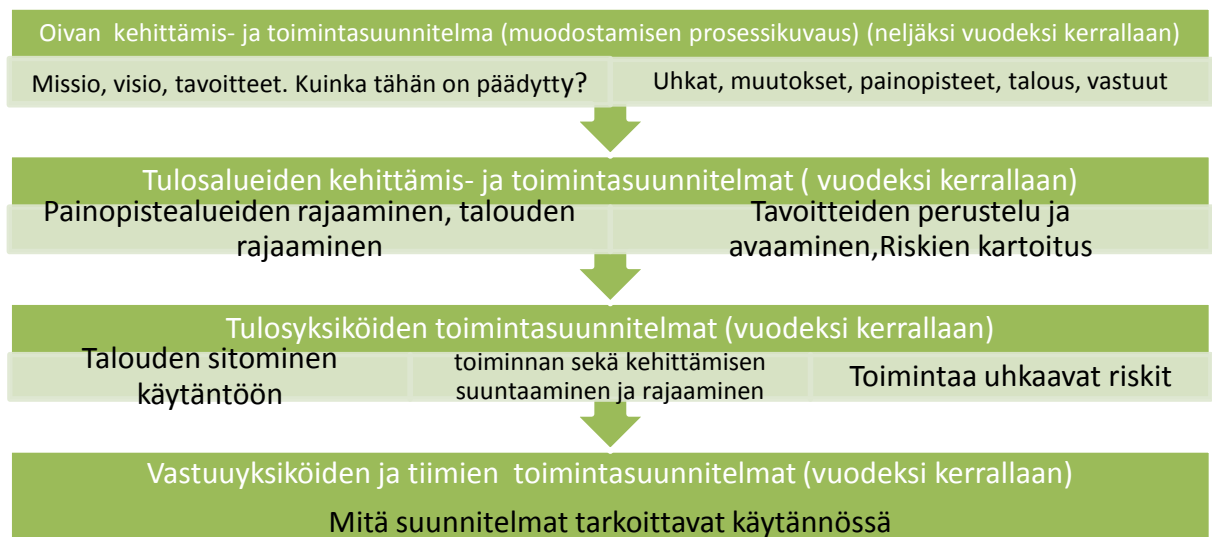 Oivan kehittämis- ja toimintasuunnitelma (muodostamisen prosessikuvaus) (neljäksi vuodeksi kerrallaan)
Missio, visio, tavoitteet. Kuinka tähän on päädytty?
Uhkat, muutokset, painopisteet, talous, vastuut
Tulosalueiden kehittämis- ja toimintasuunnitelmat ( vuodeksi kerrallaan)
Painopistealueiden rajaaminen, talouden
rajaaminen
Tavoitteiden perustelu ja
avaaminen,Riskien kartoitus
Tulosyksiköiden toimintasuunnitelmat (vuodeksi kerrallaan)
Talouden sitominen
käytäntöön
toiminnan sekä kehittämisen
suuntaaminen ja rajaaminen
Toimintaa uhkaavat riskit
Vastuuyksiköiden ja tiimien toimintasuunnitelmat (vuodeksi kerrallaan)
Mitä suunnitelmat tarkoittavat käytännössä